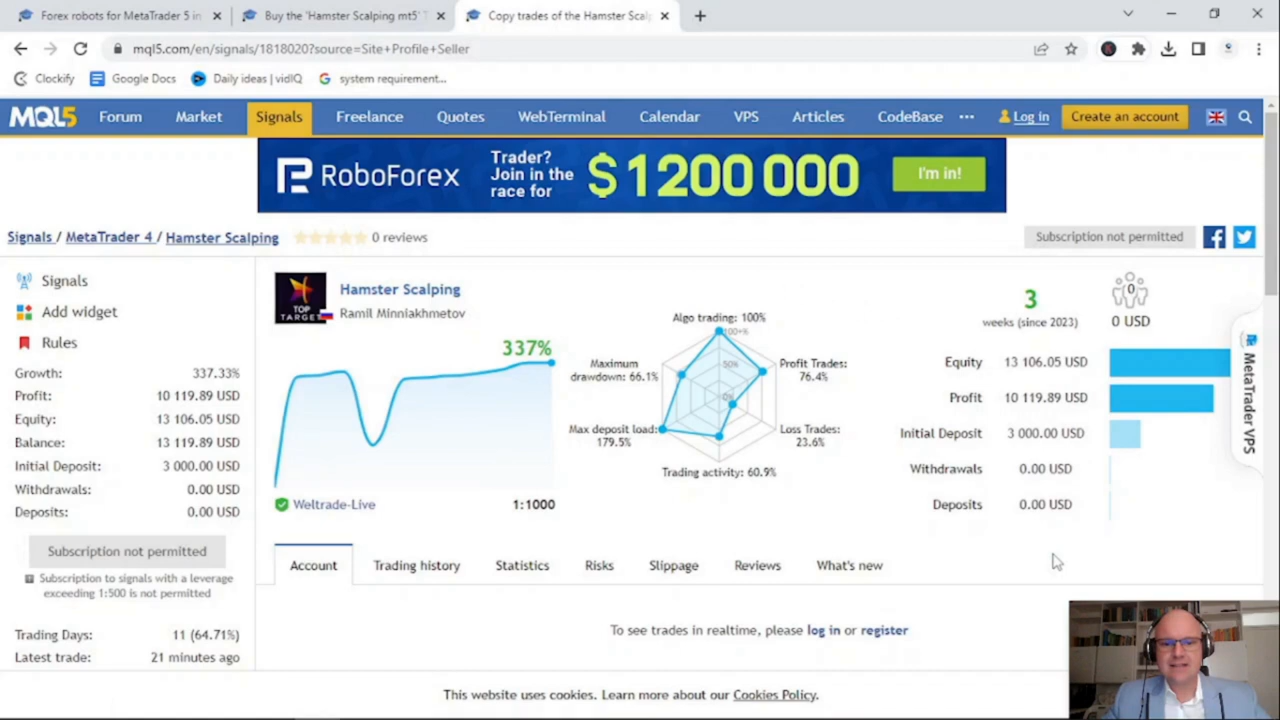 Forex robots for MetaTrader 5 in
Buy the 'Hamster Scalping mt5'
Copy trades of the Hamster Scal
mql5.com/en/signals/1818020?source=Site+Profile+Seller
Clockify
Google Docs
Daily ideas | vidIQ
system requirement...
MQL5
Forum
Market
Signals
Freelance
Quotes
WebTerminal
Calendar
VPS
Articles
CodeBase
Log in
Create an account
RoboForex
Trader?
Join in the
race for
$1200 000
I'm in!
Signals / MetaTrader 4 / Hamster Scalping
0 reviews
Subscription not permitted
Signals
Add widget
Rules
Growth: 337.33%
Profit: 10 119.89 USD
Equity: 13 106.05 USD
Balance: 13 119.89 USD
Initial Deposit: 3 000.00 USD
Withdrawals: 0.00 USD
Deposits: 0.00 USD
Subscription not permitted
Subscription to signals with a leverage
exceeding 1:500 is not permitted
Trading Days: 11 (64.71%)
Latest trade: 21 minutes ago
TOP
TARGET
Hamster Scalping
Ramil Minniakhmetov
337%
Weltrade-Live
1:1000
Algo trading: 100%
100+%
50%
0%
Profit Trades:
76.4%
Loss Trades:
23.6%
Trading activity: 60.9%
Max deposit load:
179.5%
Maximum
drawdown: 66.1%
3
weeks (since 2023)
0
0 USD
Equity 13 106.05 USD
Profit 10 119.89 USD
Initial Deposit 3 000.00 USD
Withdrawals 0.00 USD
Deposits 0.00 USD
MetaTrader VPS
Account
Trading history
Statistics
Risks
Slippage
Reviews
What's new
To see trades in realtime, please log in or register
This website uses cookies. Learn more about our Cookies Policy.